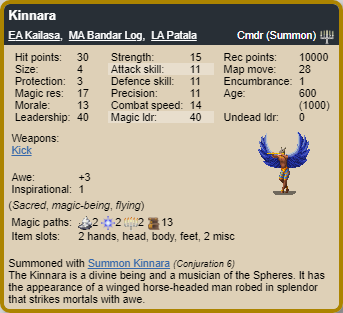 Kinnara
EA Kailasa, MA Bandar Log, LA Patala Cmdr (Summon)
Hit points: 30 Strength: 15 Rec points: 10000
Size: 4 Attack skill: 11 Map move: 28
Protection: 3 Defence skill: 11 Encumbrance: 1
Magic res: 17 Precision: 11 Age: 600
Morale: 13 Combat speed: 14 (1000)
Leadership: 40 Magic ldr: 40 Undead ldr: 0
Weapons:
Kick
Awe: +3
Inspirational: 1
(Sacred, magic-being, flying)
Magic paths: 2 2 2 13
Item slots: 2 hands, head, body, feet, 2 misc
Summoned with Summon Kinnara (Conjuration 6)
The Kinnara is a divine being and a musician of the Spheres. It has
the appearance of a winged horse-headed man robed in splendor
that strikes mortals with awe.